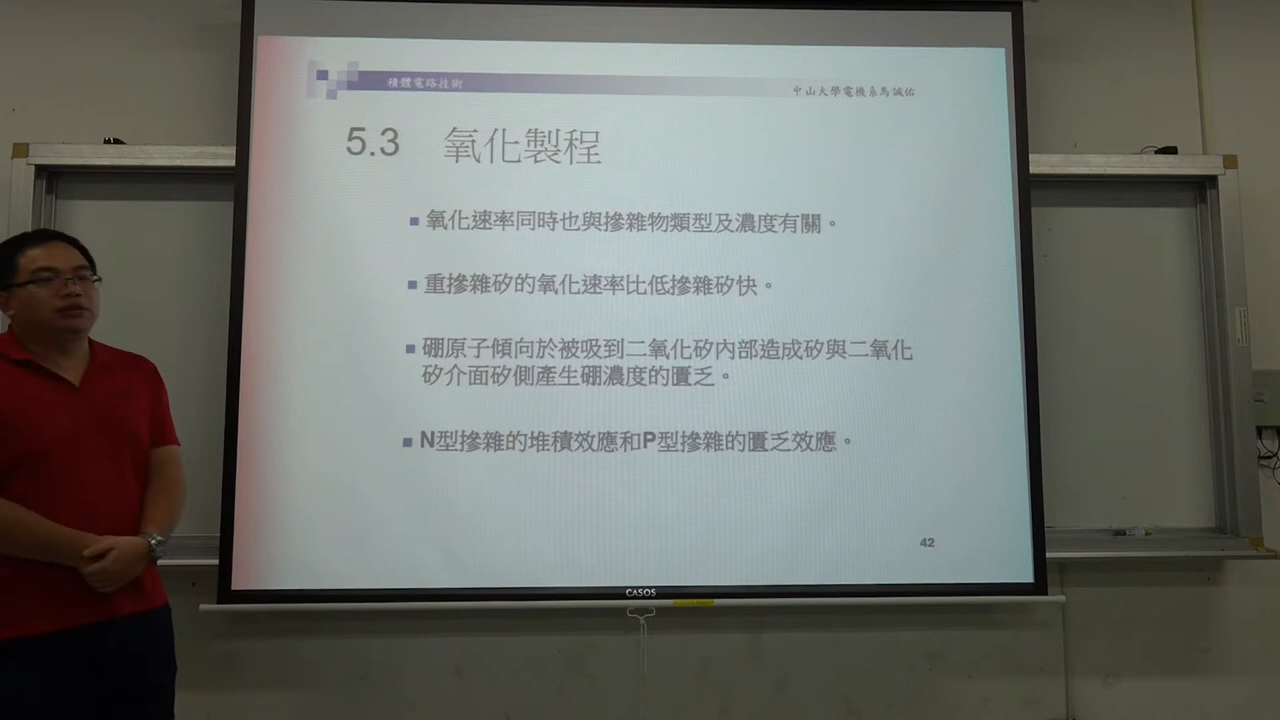 積體電路技術
中山大學電機系馬誠佑
5.3 氧化製程
氧化速率同時也與摻雜物類型及濃度有關。
重摻雜矽的氧化速率比低摻雜矽快。
硼原子傾向於被吸到二氧化矽內部造成矽與二氧化
矽介面矽側產生硼濃度的匱乏。
N型摻雜的堆積效應和P型摻雜的匱乏效應。
42
CASOS